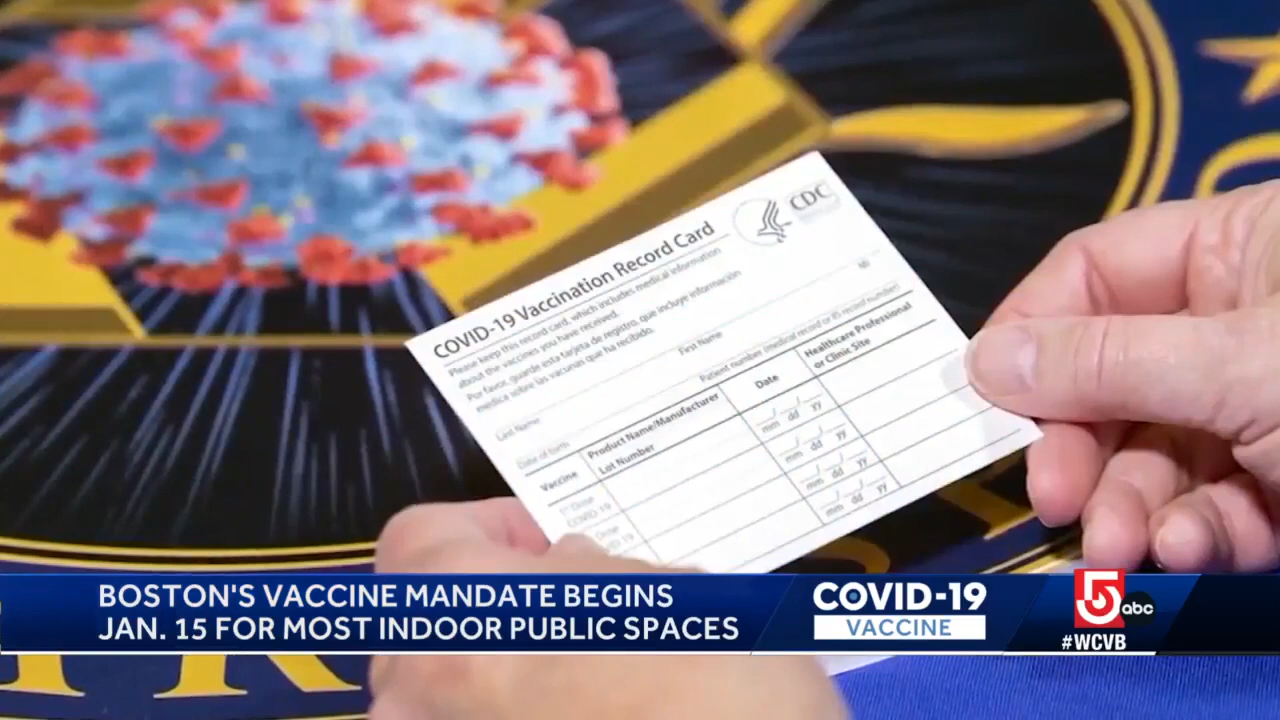 CDC
COVID-19 Vaccination Record Card
Please keep this record card, which includes medical information
about the vaccines you have received.
Por favor, guarde esta tarjeta de registro, que incluye información
médica sobre las vacunas que ha recibido.
Last Name
First Name
MI
Date of birth
Patient number (medical record or IIS record number)
Vaccine
Product Name/Manufacturer
Lot Number
Date
Healthcare Professional
or Clinic Site
1st Dose
COVID-19
mm dd yy
mm dd yy
Dose
mm dd yy
mm dd yy
BOSTON'S VACCINE MANDATE BEGINS
JAN. 15 FOR MOST INDOOR PUBLIC SPACES
COVID-19
VACCINE
5 abc
#WCVB